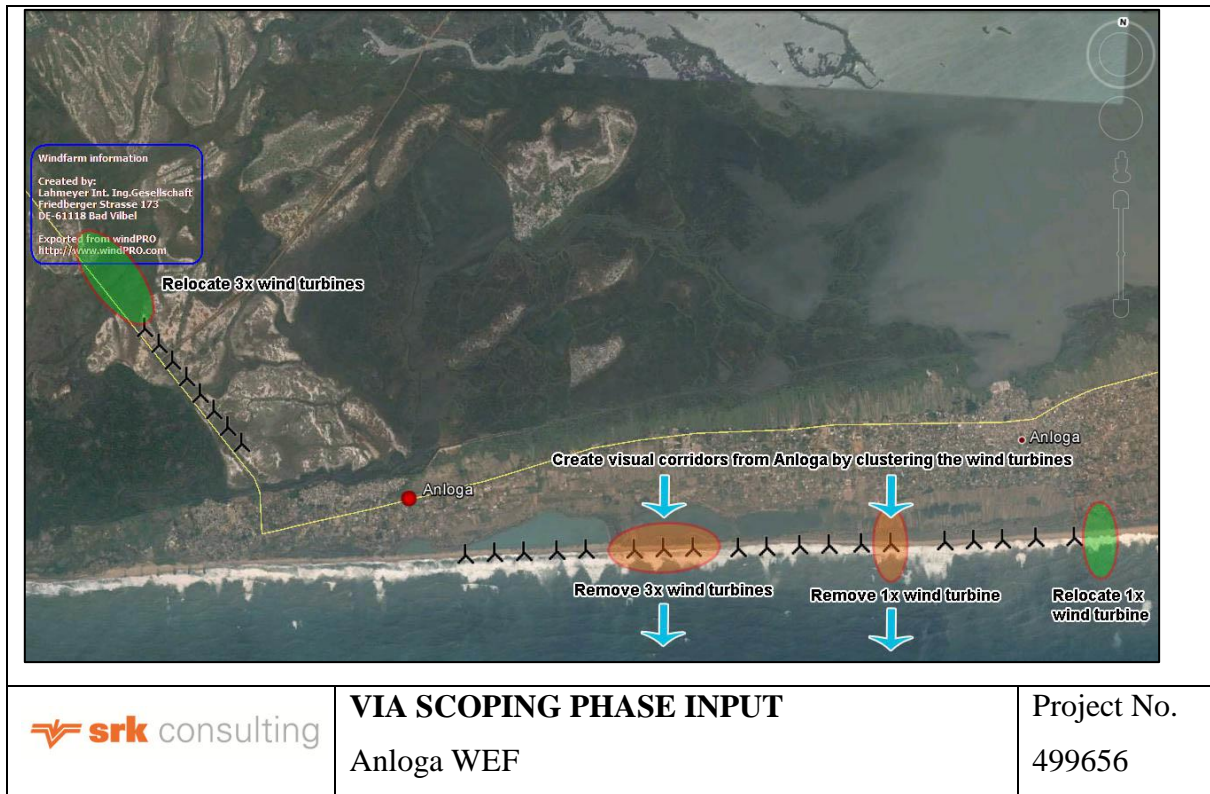 N
Windfarm information
Created by:
Lahmeyer Int. Ing.Gesellschaft
Friedberger Strasse 173
DE-61118 Bad Vilbel
Exported from windPRO
http://www.windPRO.com
Relocate 3x wind turbines
Anloga
Create visual corridors from Anloga by clustering the wind turbines
Anloga
Remove 3x wind turbines
Remove 1x wind turbine
Relocate 1x
wind turbine
srk consulting
VIA SCOPING PHASE INPUT
Anloga WEF
Project No.
499656